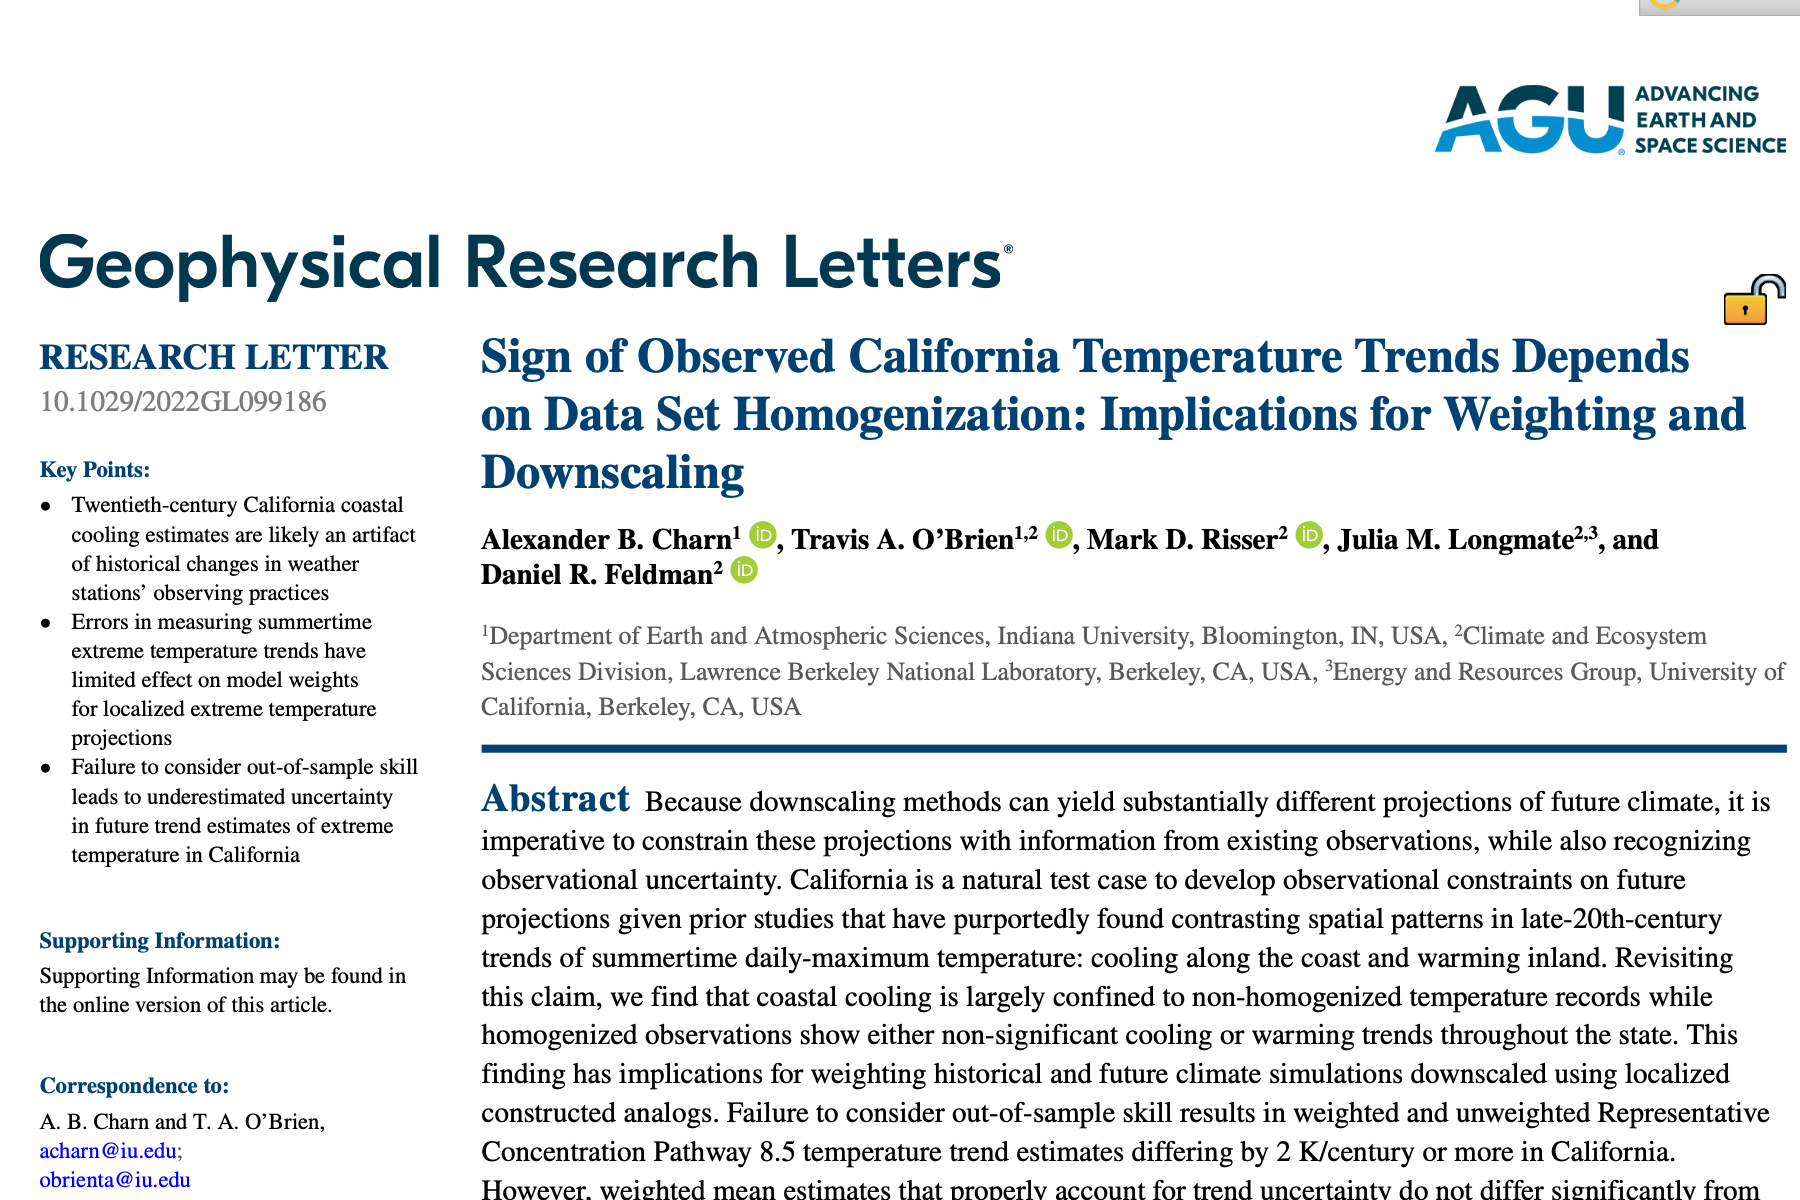 AGU
ADVANCING
EARTH AND
SPACE SCIENCE
Geophysical Research Letters®
RESEARCH LETTER
10.1029/2022GL099186
Key Points:
• Twentieth-century California coastal
cooling estimates are likely an artifact
of historical changes in weather
stations’ observing practices
• Errors in measuring summertime
extreme temperature trends have
limited effect on model weights
for localized extreme temperature
projections
• Failure to consider out-of-sample skill
leads to underestimated uncertainty
in future trend estimates of extreme
temperature in California
Supporting Information:
Supporting Information may be found in
the online version of this article.
Correspondence to:
A. B. Charn and T. A. O’Brien,
acharn@iu.edu;
obrienta@iu.edu
Sign of Observed California Temperature Trends Depends
on Data Set Homogenization: Implications for Weighting and
Downscaling
Alexander B. Charn1 iD, Travis A. O’Brien1,2 iD, Mark D. Risser2 iD, Julia M. Longmate2,3, and
Daniel R. Feldman2 iD
1Department of Earth and Atmospheric Sciences, Indiana University, Bloomington, IN, USA, 2Climate and Ecosystem
Sciences Division, Lawrence Berkeley National Laboratory, Berkeley, CA, USA, 3Energy and Resources Group, University of
California, Berkeley, CA, USA
Abstract Because downscaling methods can yield substantially different projections of future climate, it is
imperative to constrain these projections with information from existing observations, while also recognizing
observational uncertainty. California is a natural test case to develop observational constraints on future
projections given prior studies that have purportedly found contrasting spatial patterns in late-20th-century
trends of summertime daily-maximum temperature: cooling along the coast and warming inland. Revisiting
this claim, we find that coastal cooling is largely confined to non-homogenized temperature records while
homogenized observations show either non-significant cooling or warming trends throughout the state. This
finding has implications for weighting historical and future climate simulations downscaled using localized
constructed analogs. Failure to consider out-of-sample skill results in weighted and unweighted Representative
Concentration Pathway 8.5 temperature trend estimates differing by 2 K/century or more in California.
However, weighted mean estimates that properly account for trend uncertainty do not differ significantly from